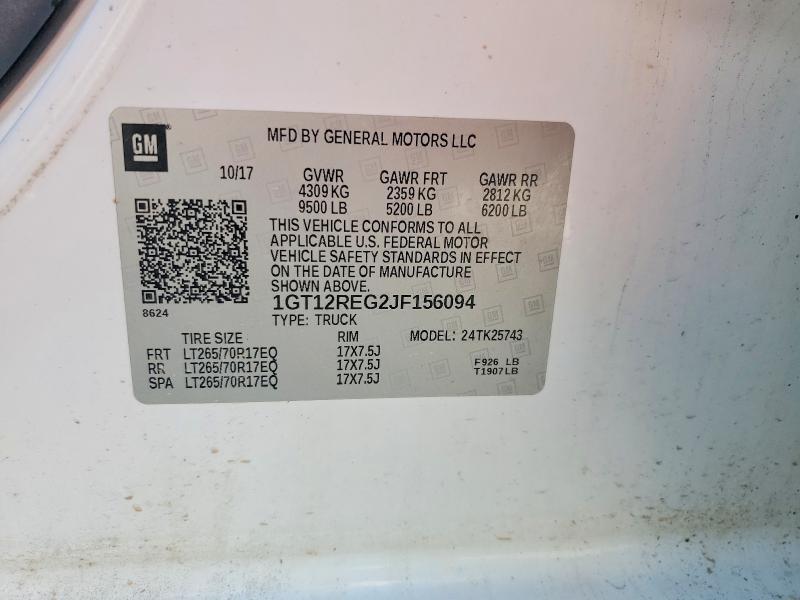 GM
MFD BY GENERAL MOTORS LLC
10/17 GVWR GAWR FRT GAWR RR
4309 KG 2359 KG 2812 KG
9500 LB 5200 LB 6200 LB
THIS VEHICLE CONFORMS TO ALL
APPLICABLE U.S. FEDERAL MOTOR
VEHICLE SAFETY STANDARDS IN EFFECT
ON THE DATE OF MANUFACTURE
SHOWN ABOVE.
8624 1GT12REG2JF156094
TYPE: TRUCK
TIRE SIZE RIM MODEL: 24TK25743
FRT LT265/70R17EQ 17X7.5J F926 LB
RR LT265/70R17EQ 17X7.5J T1907LB
SPA LT265/70R17EQ 17X7.5J